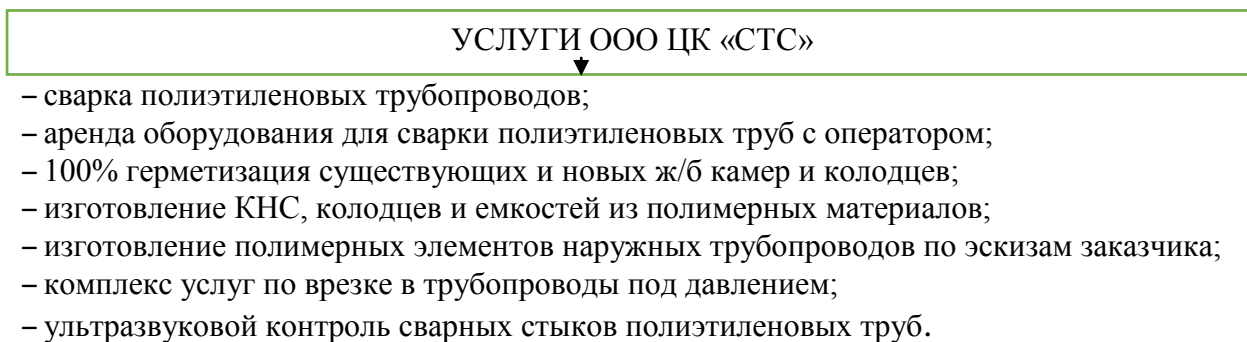 УСЛУГИ ООО ЦК «СТС»
– сварка полиэтиленовых трубопроводов;
– аренда оборудования для сварки полиэтиленовых труб с оператором;
– 100% герметизация существующих и новых ж/б камер и колодцев;
– изготовление КНС, колодцев и емкостей из полимерных материалов;
– изготовление полимерных элементов наружных трубопроводов по эскизам заказчика;
– комплекс услуг по врезке в трубопроводы под давлением;
– ультразвуковой контроль сварных стыков полиэтиленовых труб.